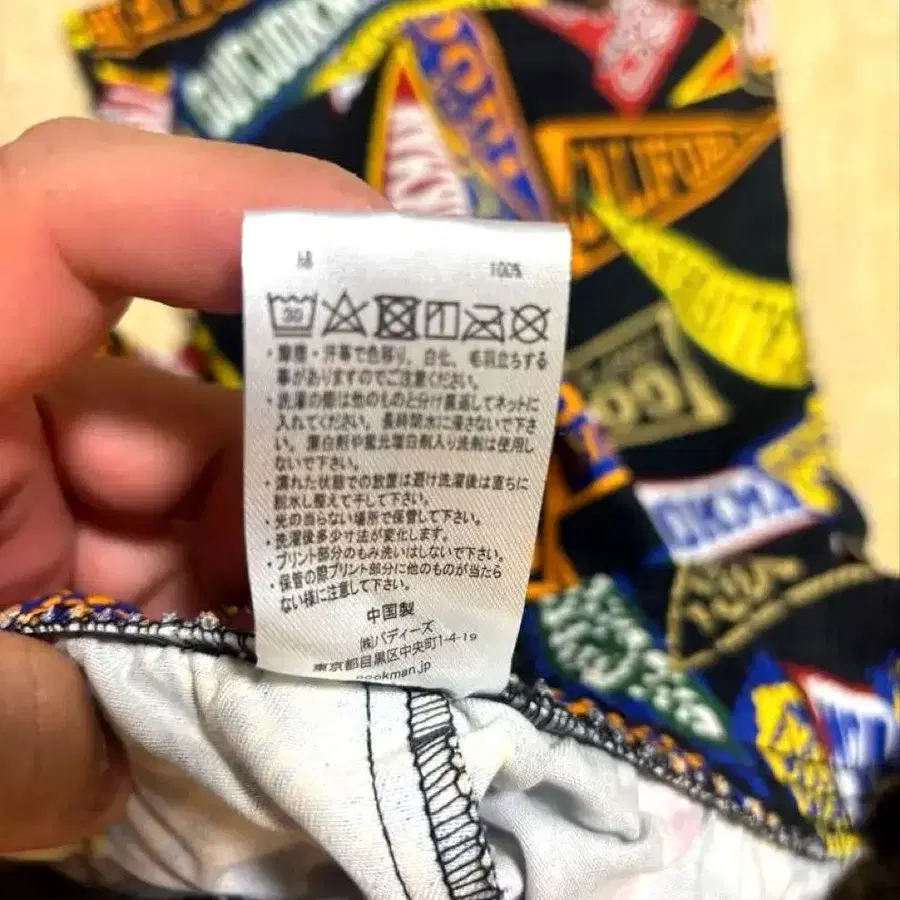 CALIFOR
綿 100%
30
・摩擦・汗等で色移り、白化、毛羽立ちする
事がありますのでご注意ください。
・洗濯の際は他のものと分け裏返してネットに
入れてください。長時間水に浸さないで下さ
い。漂白剤や蛍光増白剤入り洗剤は使用し
ないで下さい。
・濡れた状態での放置は避け洗濯後は直ちに
脱水し整えて干して下さい。
・光の当らない場所で保管して下さい。
・洗濯後多少寸法が変化します。
・プリント部分のもみ洗いはしないで下さい。
・保管の際プリント部分に他のものが当たら
ない様に注意して下さい。
中国製
㈱バディーズ
東京都目黒区中央町1-4-19
ookman.jp